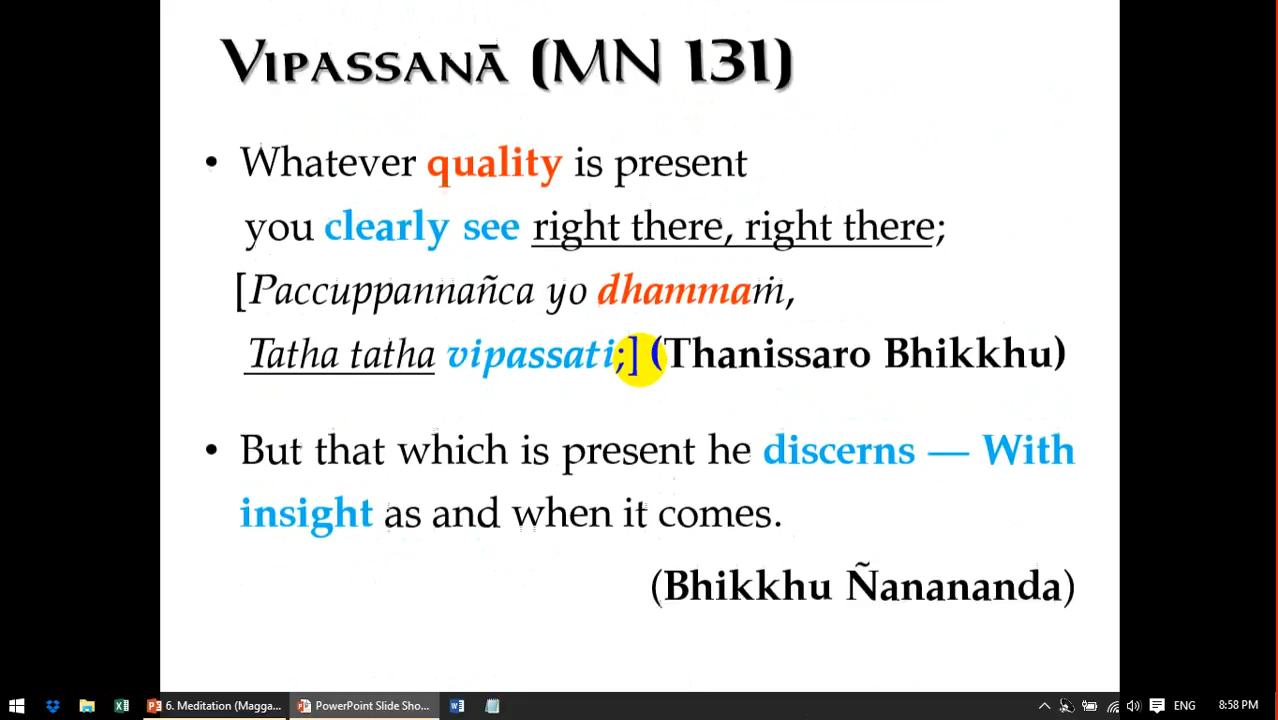 Vipassanā (MN 131)
• Whatever quality is present
you clearly see right there, right there;
[Paccuppannañca yo dhammaṁ,
Tatha tatha vipassati;] (Thanissaro Bhikkhu)
• But that which is present he discerns — With
insight as and when it comes.
(Bhikkhu Ñanananda)
6. Meditation (Magga... PowerPoint Slide Sho... ENG 8:58 PM